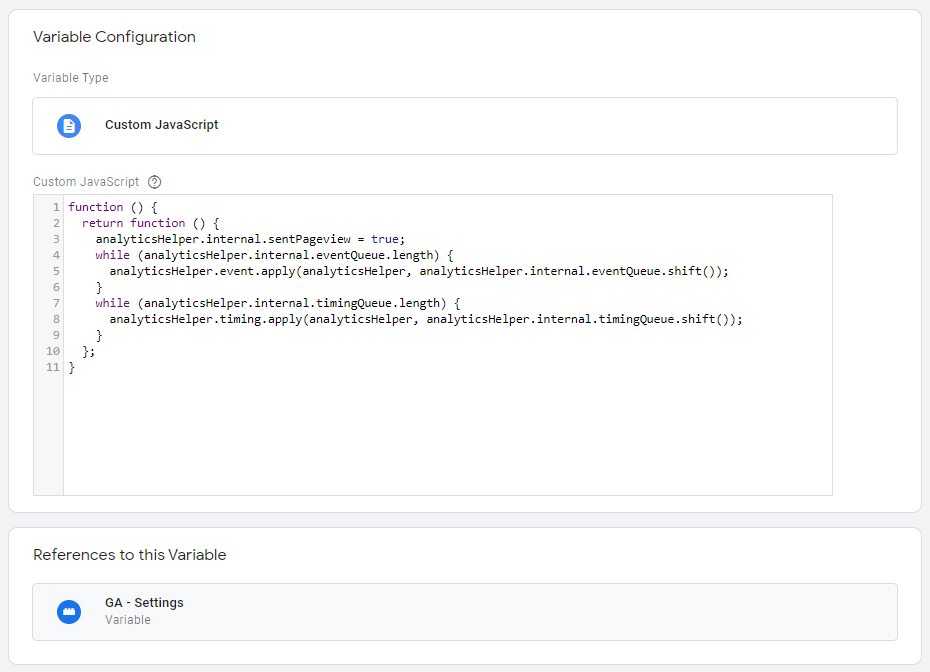 Variable Configuration
Variable Type
Custom JavaScript
Custom JavaScript ?
1 function () {
2   return function () {
3     analyticsHelper.internal.sentPageview = true;
4     while (analyticsHelper.internal.eventQueue.length) {
5       analyticsHelper.event.apply(analyticsHelper, analyticsHelper.internal.eventQueue.shift());
6     }
7     while (analyticsHelper.internal.timingQueue.length) {
8       analyticsHelper.timing.apply(analyticsHelper, analyticsHelper.internal.timingQueue.shift());
9     }
10   };
11 }
References to this Variable
GA - Settings
Variable